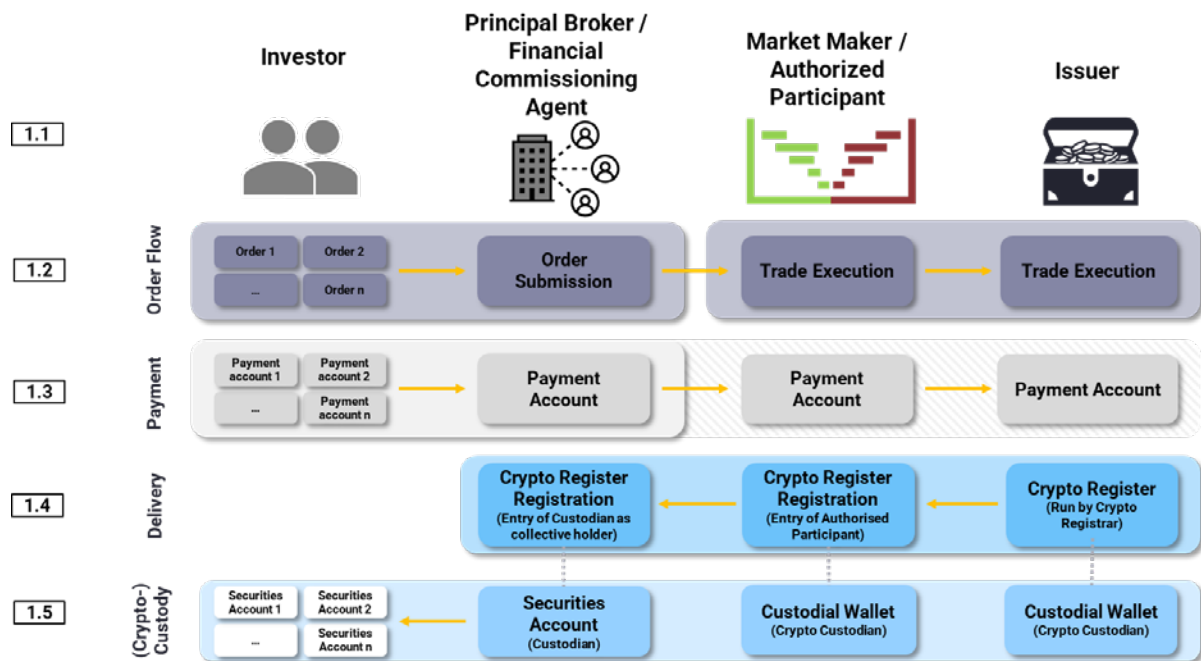 Investor
Principal Broker /
Financial
Commissioning
Agent
Market Maker /
Authorized
Participant
Issuer
1.1
1.2
Order Flow
Order 1
Order 2
...
Order n
Order
Submission
Trade Execution
Trade Execution
1.3
Payment
Payment
account 1
Payment
account 2
...
Payment
account n
Payment
Account
Payment
Account
Payment Account
1.4
Delivery
Crypto Register
Registration
(Entry of Custodian as
collective holder)
Crypto Register
Registration
(Entry of Authorised
Participant)
Crypto Register
(Run by Crypto
Registrar)
1.5
(Crypto-)
Custody
Securities
Account 1
Securities
Account 2
...
Securities
Account n
Securities
Account
(Custodian)
Custodial Wallet
(Crypto Custodian)
Custodial Wallet
(Crypto Custodian)